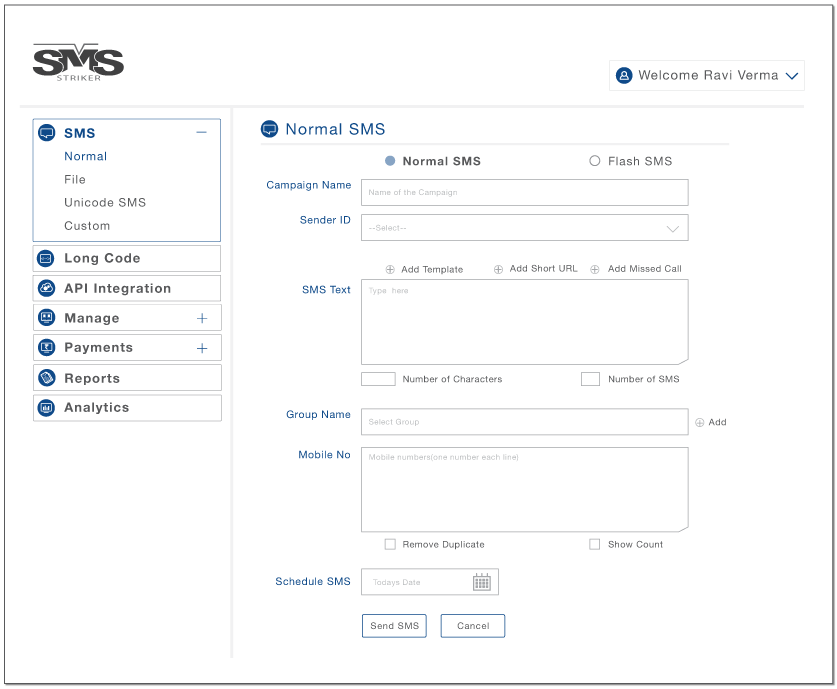 SMS
STRIKER
Welcome Ravi Verma
SMS
Normal
File
Unicode SMS
Custom
Long Code
API Integration
Manage
Payments
Reports
Analytics
Normal SMS
Normal SMS
Flash SMS
Campaign Name
Name of the Campaign
Sender ID
--Select--
Add Template
Add Short URL
Add Missed Call
SMS Text
Type here
Number of Characters
Number of SMS
Group Name
Select Group
Add
Mobile No
Mobile numbers(one number each line)
Remove Duplicate
Show Count
Schedule SMS
Todays Date
Send SMS
Cancel